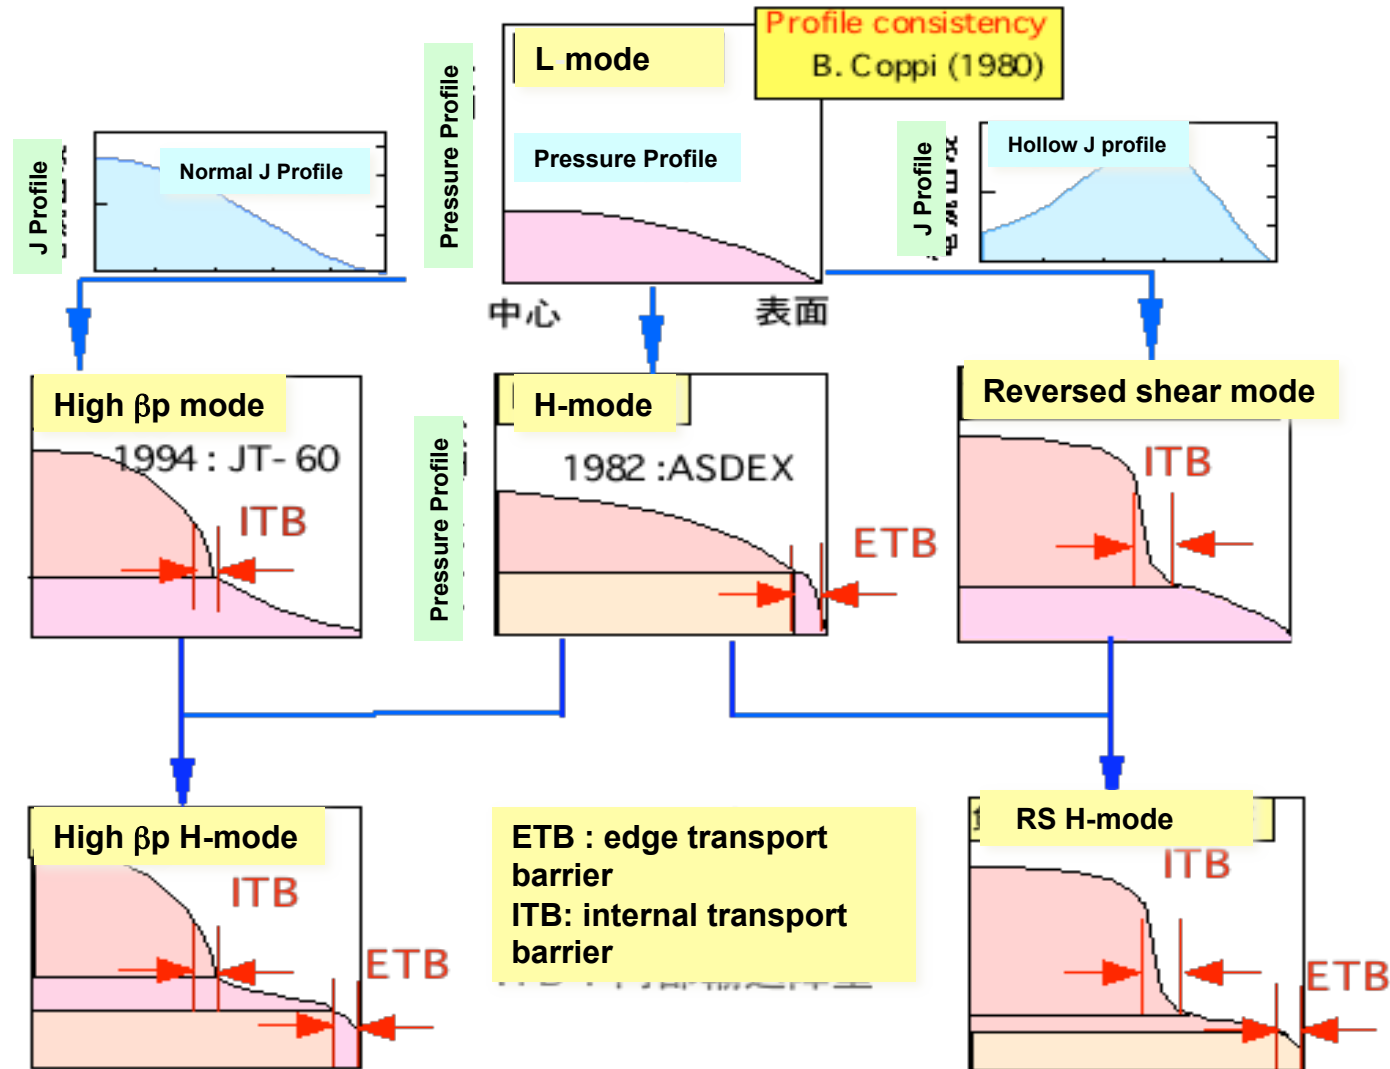 Profile consistency
B. Coppi (1980)
L mode
Pressure Profile
Pressure Profile
J Profile
Normal J Profile
J Profile
Hollow J profile
中心
表面
High βp mode
1994 : JT- 60
ITB
Pressure Profile
H-mode
1982 :ASDEX
ETB
Reversed shear mode
ITB
High βp H-mode
ITB
ETB
ETB : edge transport
barrier
ITB: internal transport
barrier
RS H-mode
ITB
ETB